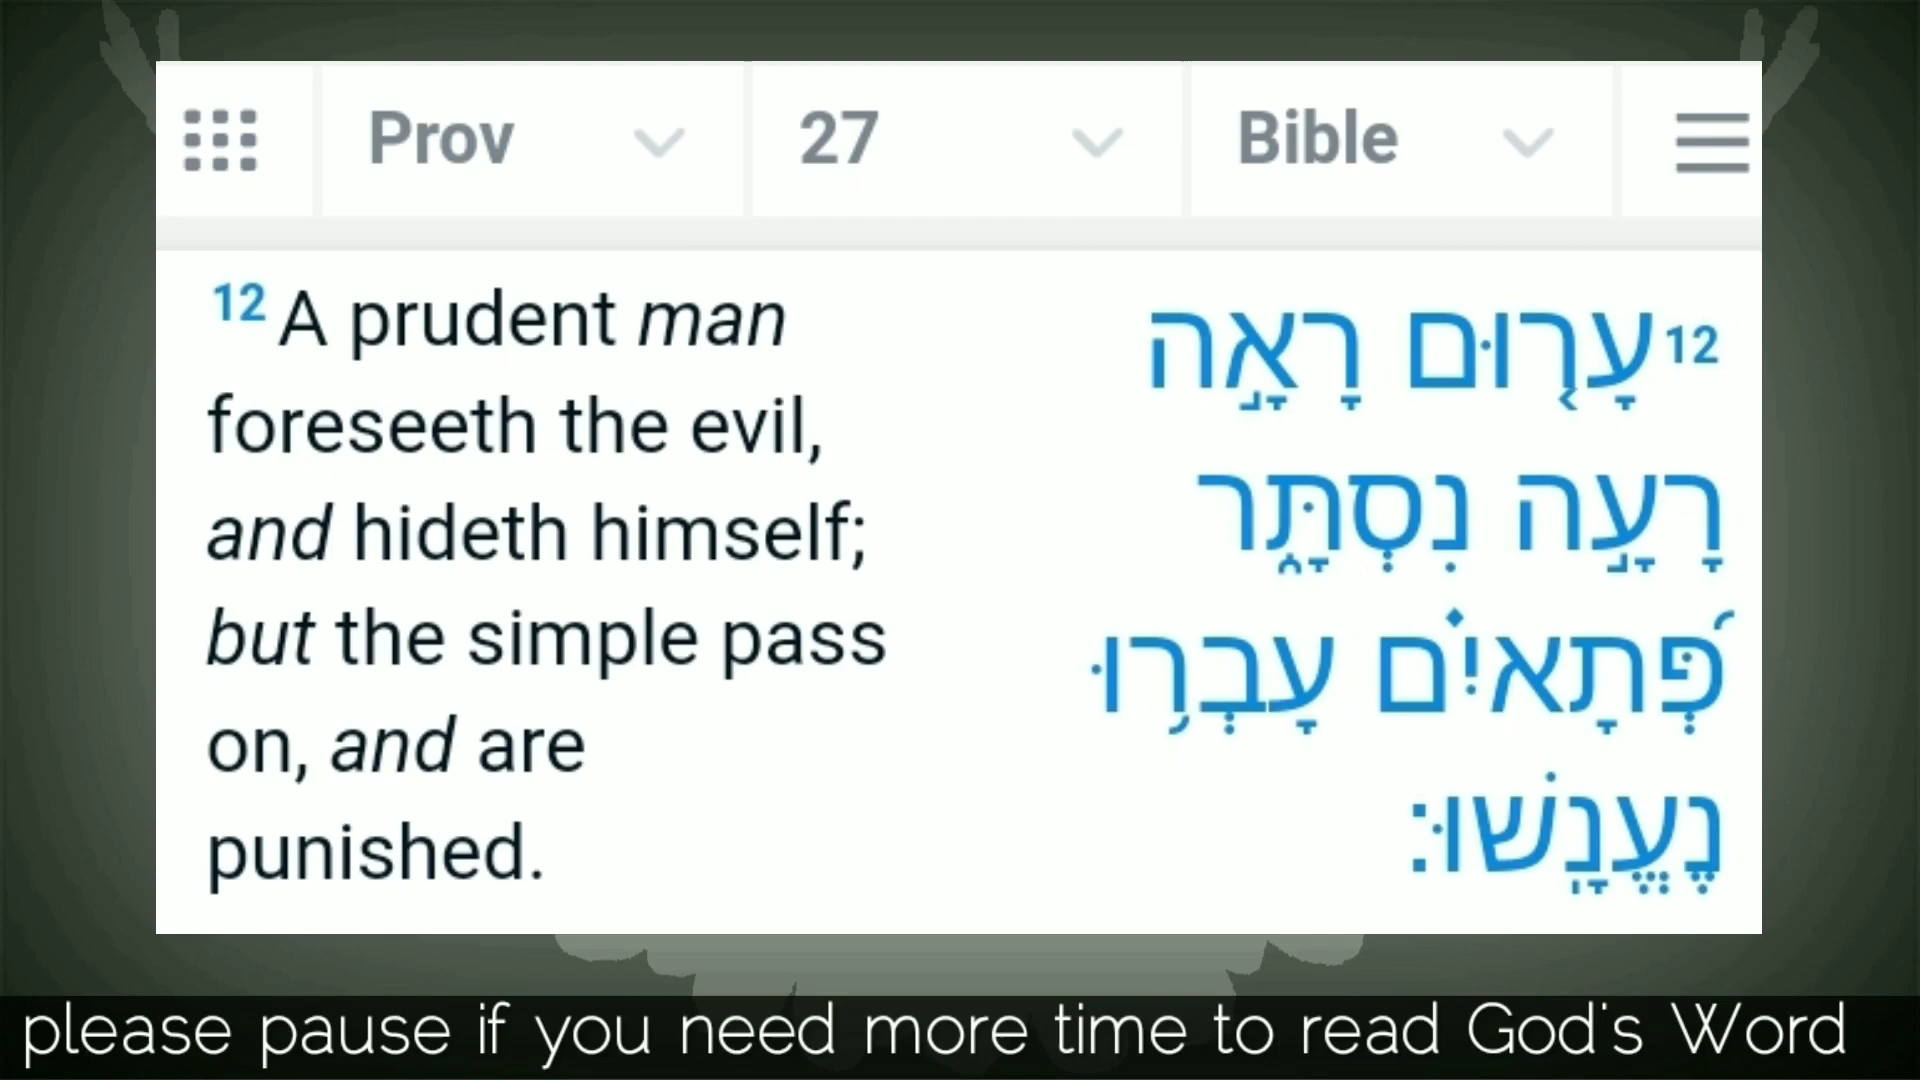 Prov 27 Bible
12 A prudent man
foreseeth the evil,
and hideth himself;
but the simple pass
on, and are
punished.
12 עָר֤וּם רָאָ֣ה
רָעָ֣ה נִסְתָּ֑ר
פְּ֝תָאיִ֗ם עָבְר֥וּ
נֶעֱנָֽשׁוּ׃
please pause if you need more time to read God's Word